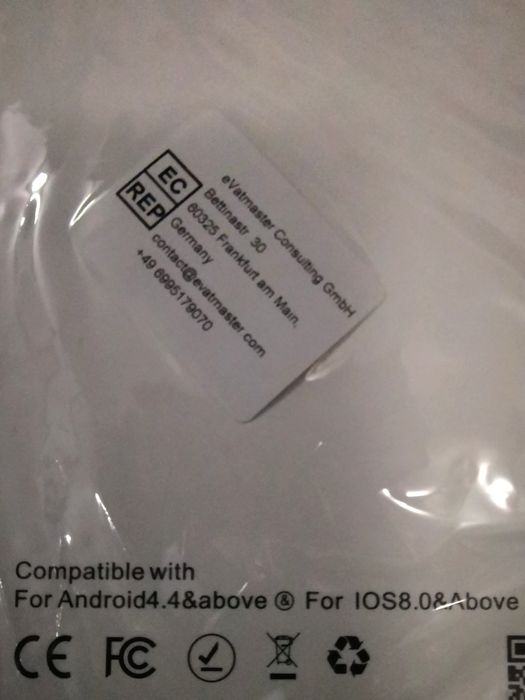 EC REP
eVatmaster Consulting GmbH
Bettinastr. 30
60325 Frankfurt am Main,
Germany
contact@evatmaster.com
+49 6995179070
Compatible with
For Android4.4&above & For IOS8.0&Above
CE FC